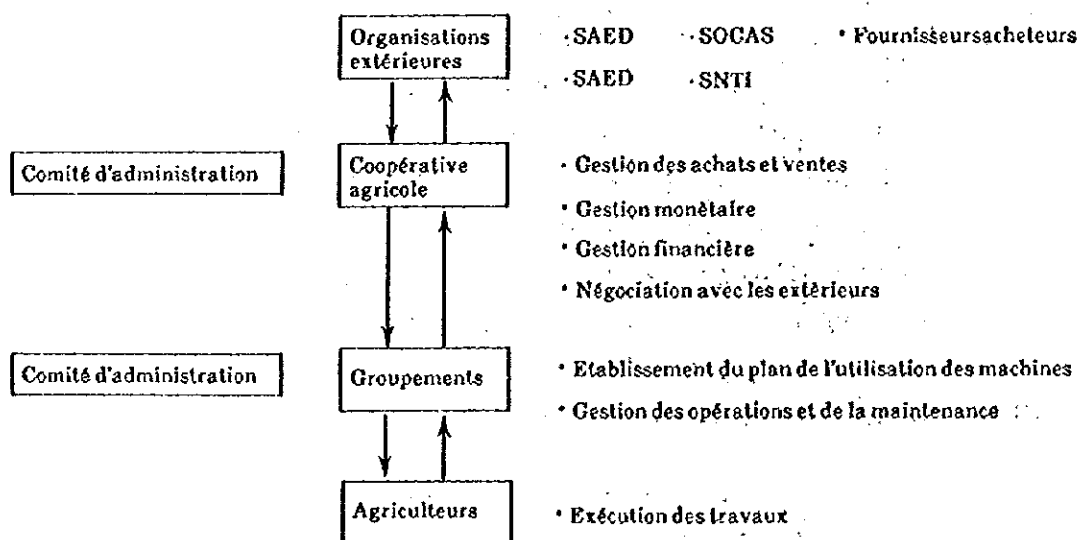 Organisations
extérieures
·SAED ·SOCAS • Fournisseursacheteurs
·SAED ·SNTI
Comité d'administration
Coopérative
agricole
• Gestion des achats et ventes
• Gestion monètaire
• Gestion financière
• Négociation avec les extérieurs
Comité d'administration
Groupements
• Etablissement du plan de l'utilisation des machines
• Gestion des opérations et de la maintenance
Agriculteurs
• Exécution des travaux